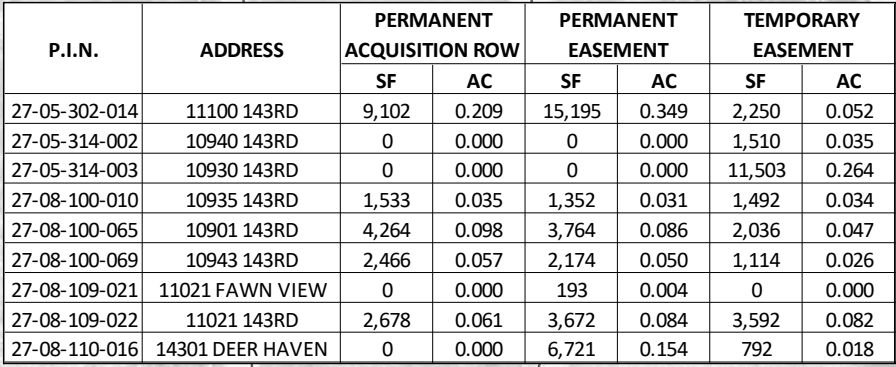 P.I.N. ADDRESS PERMANENT ACQUISITION ROW PERMANENT EASEMENT TEMPORARY EASEMENT
SF AC SF AC SF AC
27-05-302-014 11100 143RD 9,102 0.209 15,195 0.349 2,250 0.052
27-05-314-002 10940 143RD 0 0.000 0 0.000 1,510 0.035
27-05-314-003 10930 143RD 0 0.000 0 0.000 11,503 0.264
27-08-100-010 10935 143RD 1,533 0.035 1,352 0.031 1,492 0.034
27-08-100-065 10901 143RD 4,264 0.098 3,764 0.086 2,036 0.047
27-08-100-069 10943 143RD 2,466 0.057 2,174 0.050 1,114 0.026
27-08-109-021 11021 FAWN VIEW 0 0.000 193 0.004 0 0.000
27-08-109-022 11021 143RD 2,678 0.061 3,672 0.084 3,592 0.082
27-08-110-016 14301 DEER HAVEN 0 0.000 6,721 0.154 792 0.018